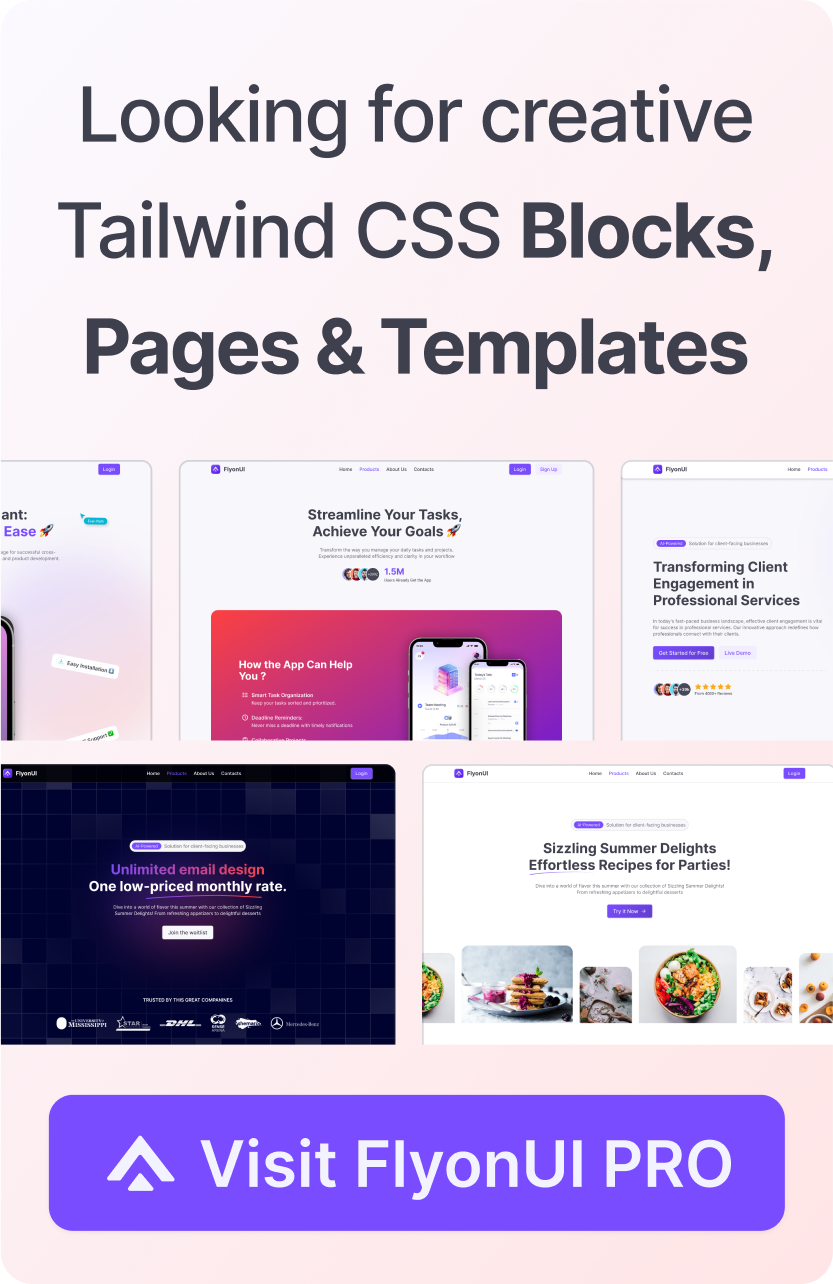 Looking for creative
Tailwind CSS Blocks,
Pages & Templates
Login
ant:
Ease 🚀
age for successful cross-
and product development.
Easy Installation
Support
FlyonUI
Home Products About Us Contacts
Login Sign Up
Streamline Your Tasks,
Achieve Your Goals 🚀
Transform the way you manage your daily tasks and projects.
Experience unparalleled efficiency and clarity in your workflow
1.5M
Users Already Get the App
How the App Can Help
You ?
Smart Task Organization
Keep your tasks sorted and prioritized.
Deadline Reminders:
Never miss a deadline with timely notifications
Collaborative Projects
FlyonUI
Home Products
AI-Powered Solution for client-facing businesses
Transforming Client
Engagement in
Professional Services
In today's fast-paced business landscape, effective client engagement is vital
for success in professional services. Our innovative approach redefines how
professionals connect with their clients.
Get Started for Free Live Demo
From 4000+ Reviews
FlyonUI
Home Products About Us Contacts
Login
AI-Powered Solution for client-facing businesses
Unlimited email design
One low-priced monthly rate.
Dive into a world of flavor this summer with our collection of Sizzling
Summer Delights! From refreshing appetizers to delightful desserts
Join the waitlist
TRUSTED BY THIS GREAT COMPANINES
MISSISSIPPI
STAR
DHL
Mercedes-Benz
FlyonUI
Home Products About Us Contacts
Login
AI-Powered Solution for client-facing businesses
Sizzling Summer Delights
Effortless Recipes for Parties!
Dive into a world of flavor this summer with our collection of Sizzling Summer Delights!
From refreshing appetizers to delightful desserts
Try It Now →
Visit FlyonUI PRO